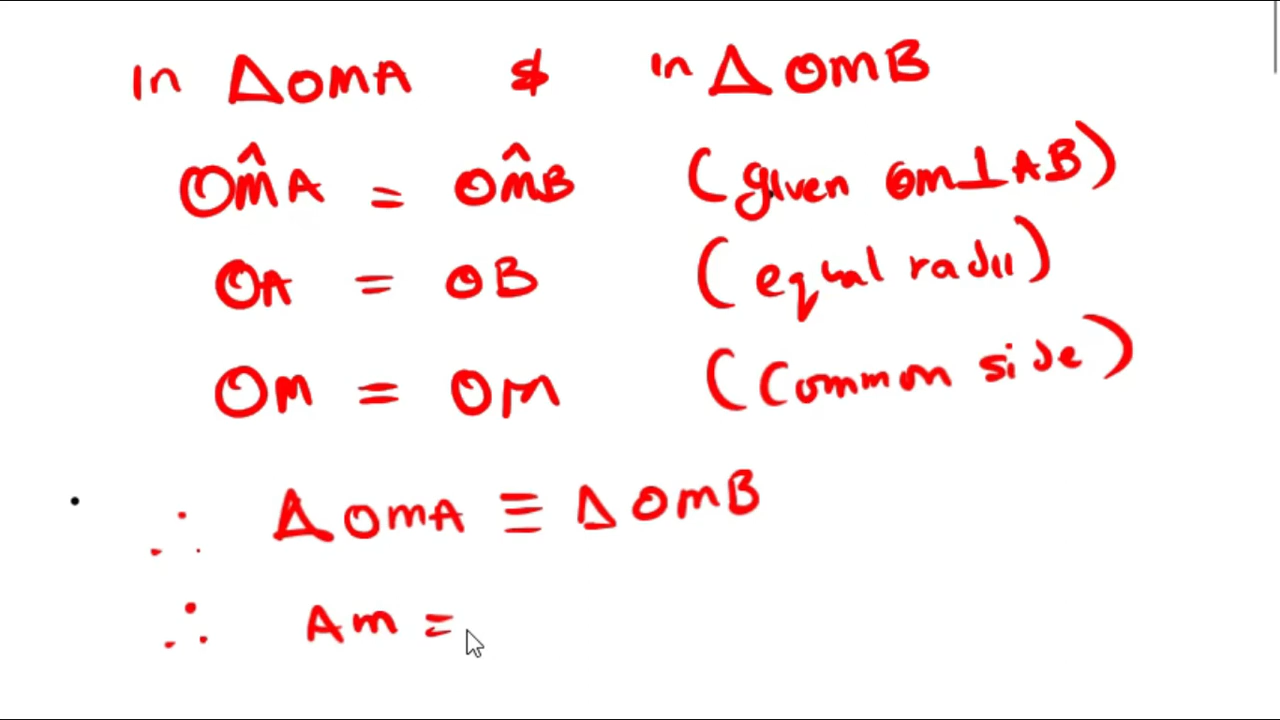 In ΔOMA & In ΔOMB
OM̂A = OM̂B (given OM⊥AB)
OA = OB (equal radii)
OM = OM (Common side)
∴ ΔOMA ≡ ΔOMB
∴ AM =